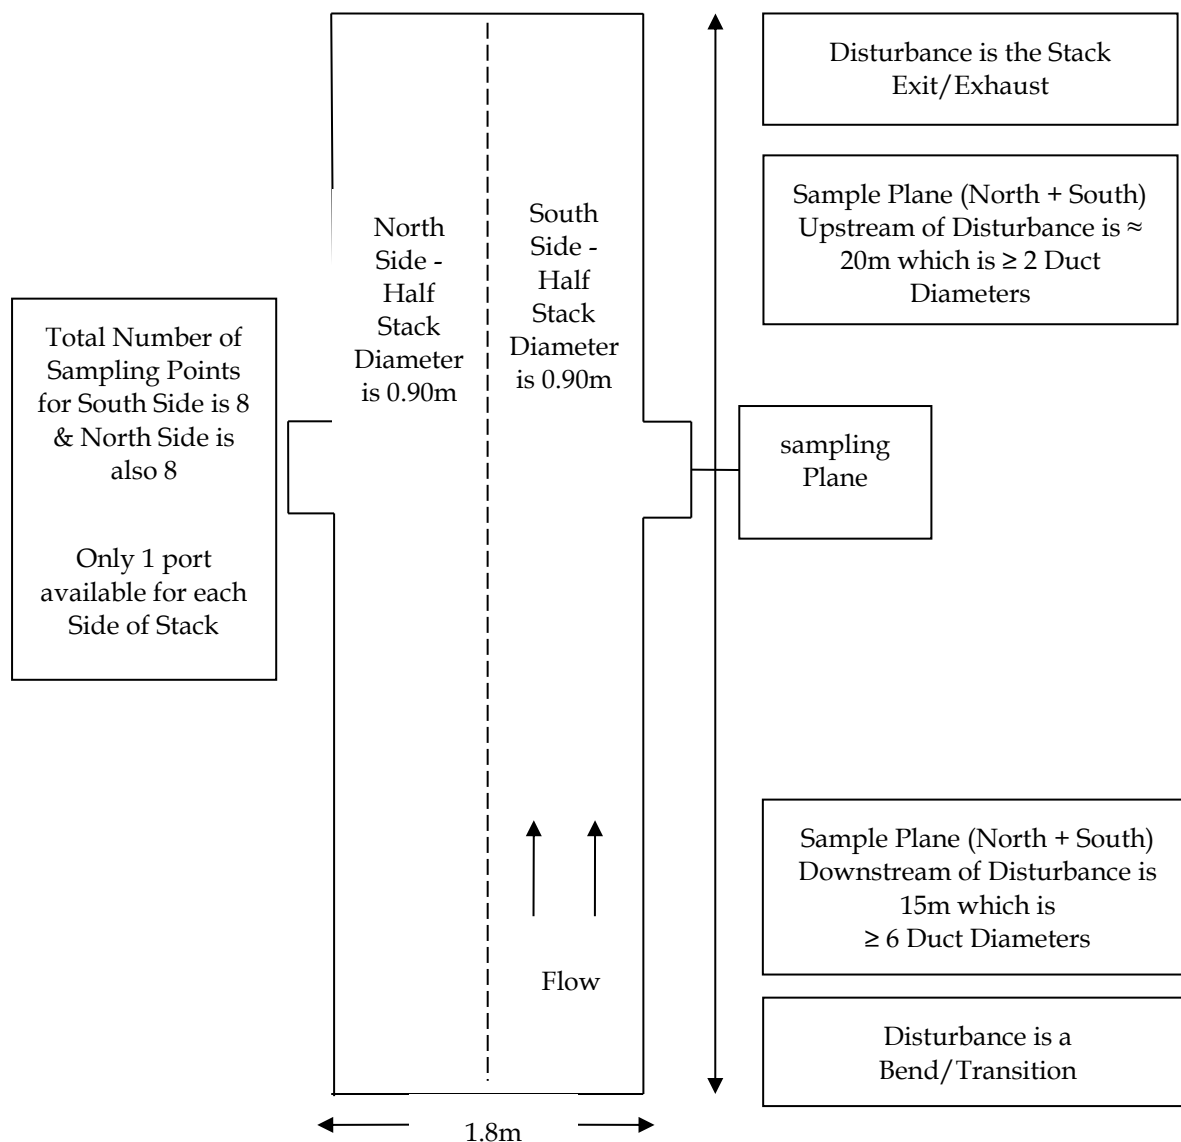 Disturbance is the Stack
Exit/Exhaust
Sample Plane (North + South)
Upstream of Disturbance is ≈
20m which is ≥ 2 Duct
Diameters
North
Side -
Half
Stack
Diameter
is 0.90m
South
Side -
Half
Stack
Diameter
is 0.90m
Total Number of
Sampling Points
for South Side is 8
& North Side is
also 8
Only 1 port
available for each
Side of Stack
sampling
Plane
Sample Plane (North + South)
Downstream of Disturbance is
15m which is
≥ 6 Duct Diameters
Flow
Disturbance is a
Bend/Transition
1.8m